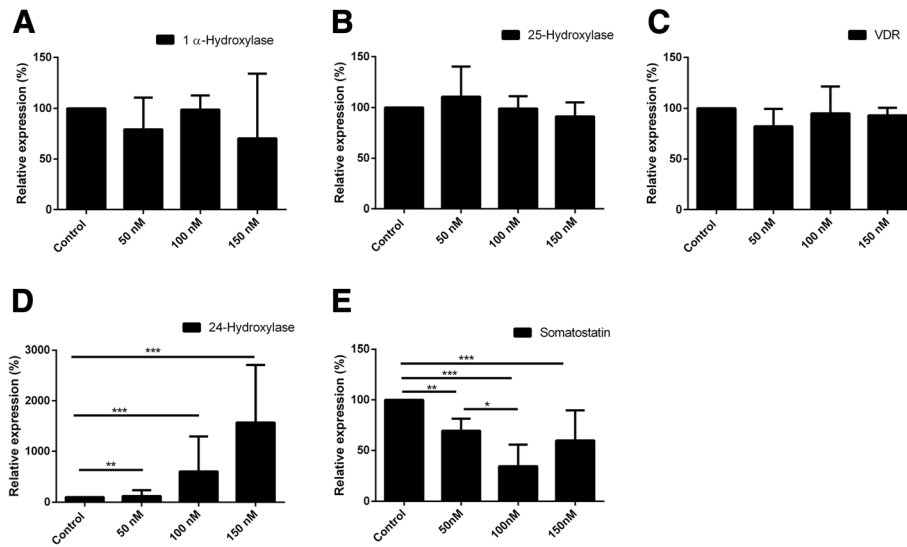 A
1 α-Hydroxylase
Relative expression (%)
150
100
50
0
Control
50 nM
100 nM
150 nM
B
25-Hydroxylase
Relative expression (%)
150
100
50
0
Control
50 nM
100 nM
150 nM
C
VDR
Relative expression (%)
150
100
50
0
Control
50 nM
100 nM
150 nM
D
24-Hydroxylase
Relative expression (%)
3000
2000
1000
0
***
***
**
Control
50 nM
100 nM
150 nM
E
Somatostatin
Relative expression (%)
150
100
50
0
***
***
**
*
Control
50nM
100nM
150nM